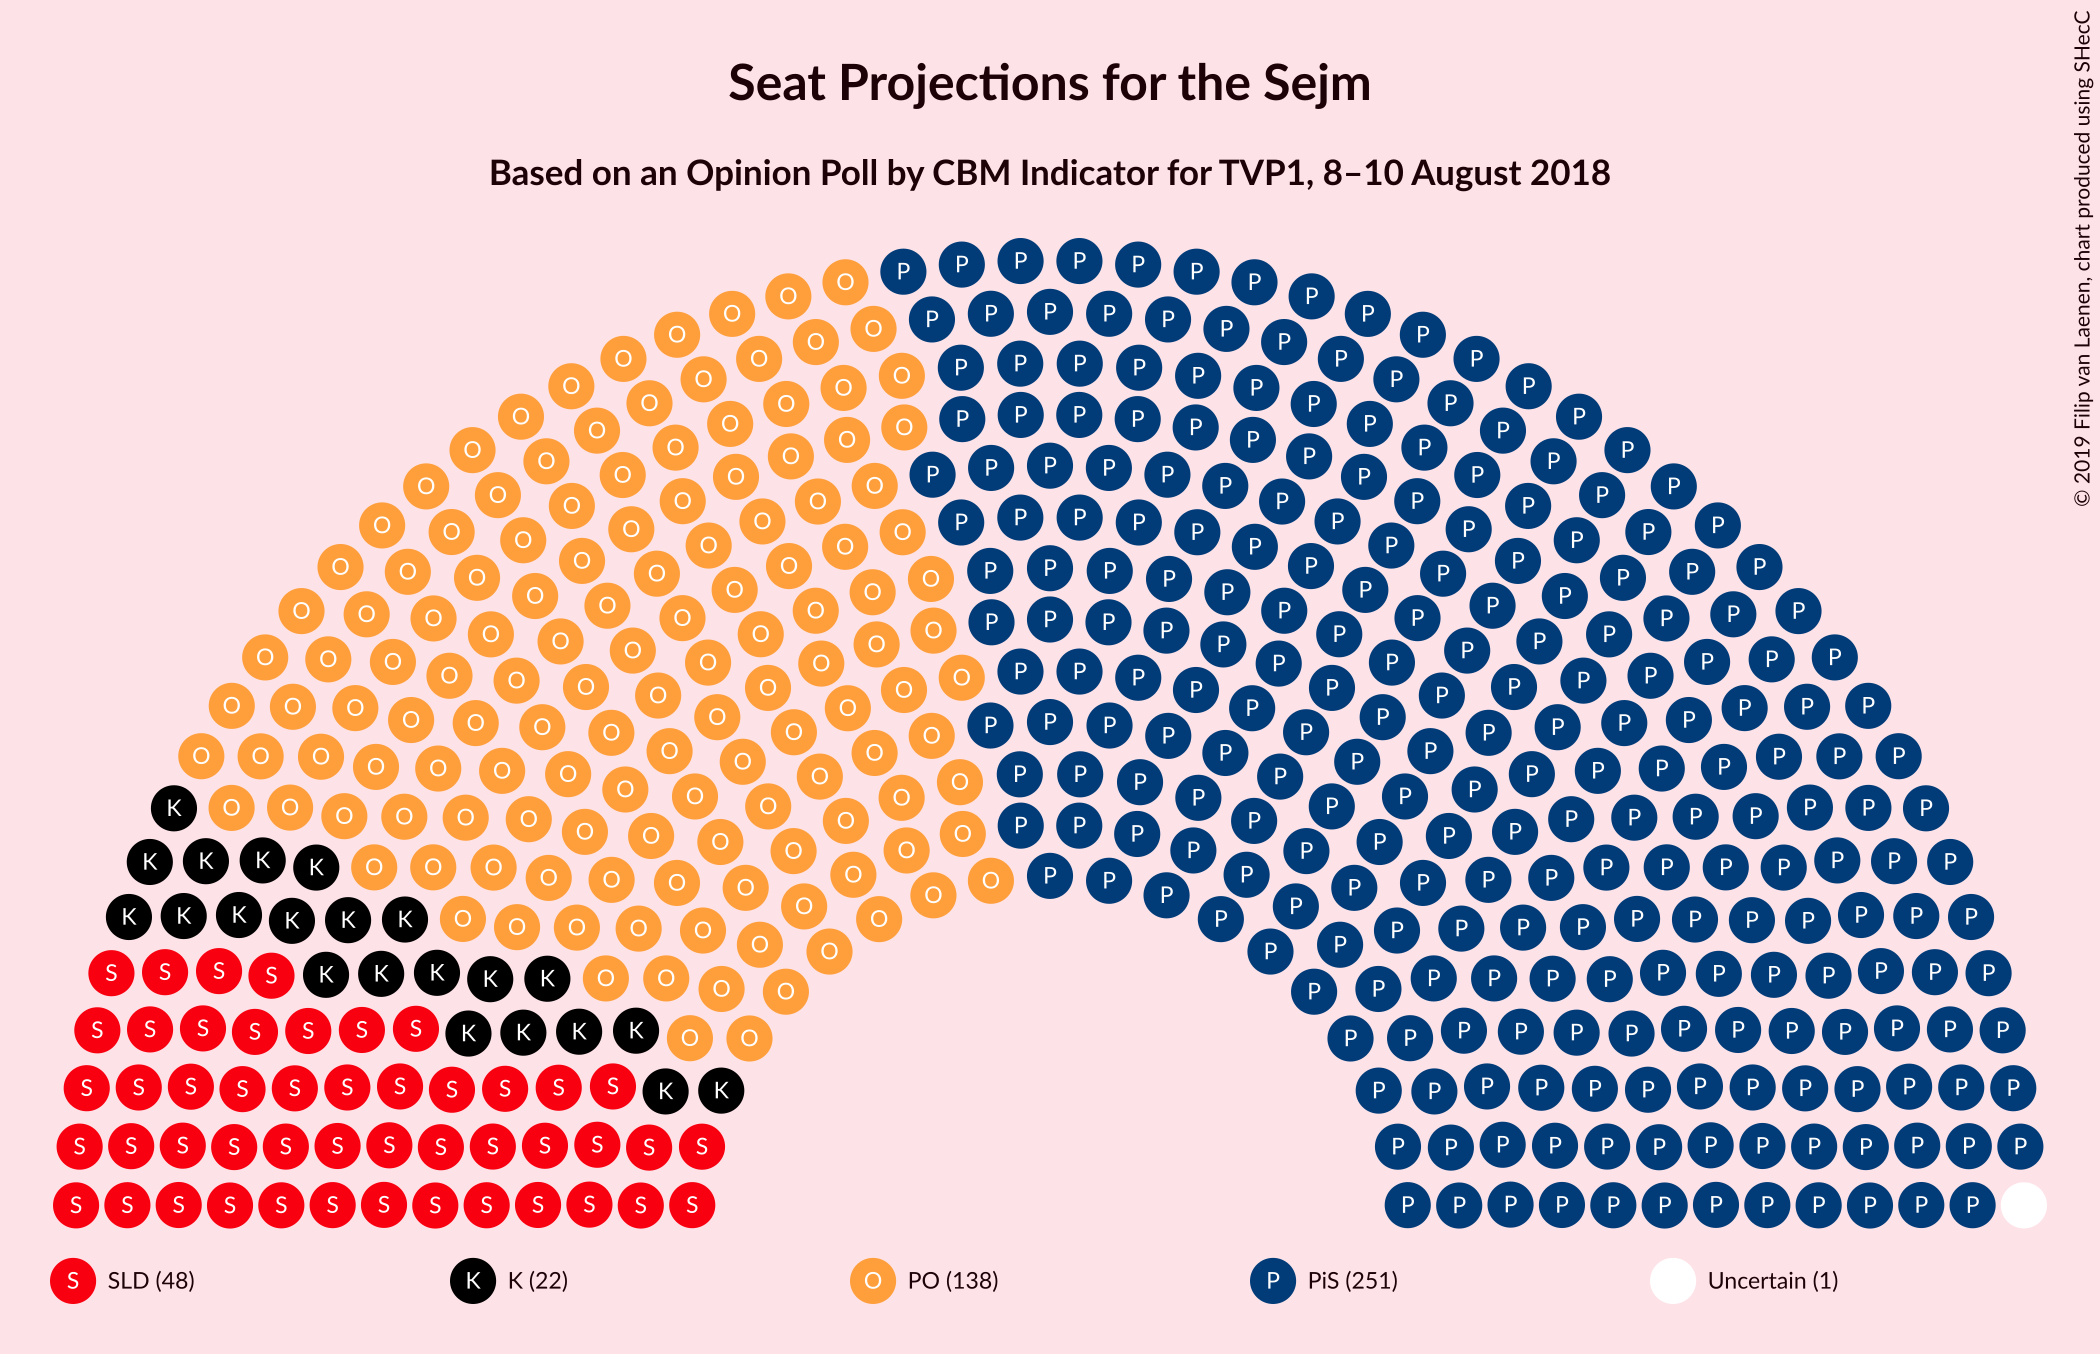 Seat Projections for the Sejm
Based on an Opinion Poll by CBM Indicator for TVP1, 8–10 August 2018
© 2019 Filip van Laenen, chart produced using SHecC
S SLD (48)
K K (22)
O PO (138)
P PiS (251)
Uncertain (1)